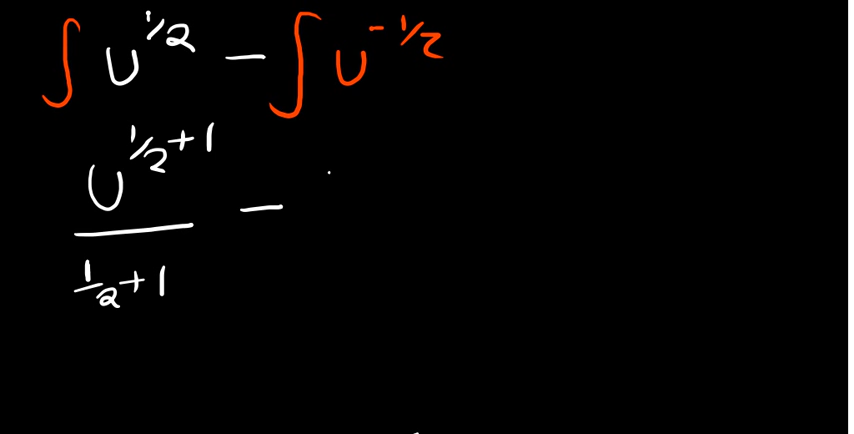 ∫ u^1/2 − ∫ u^-1/2
u^1/2+1 −
1/2+1